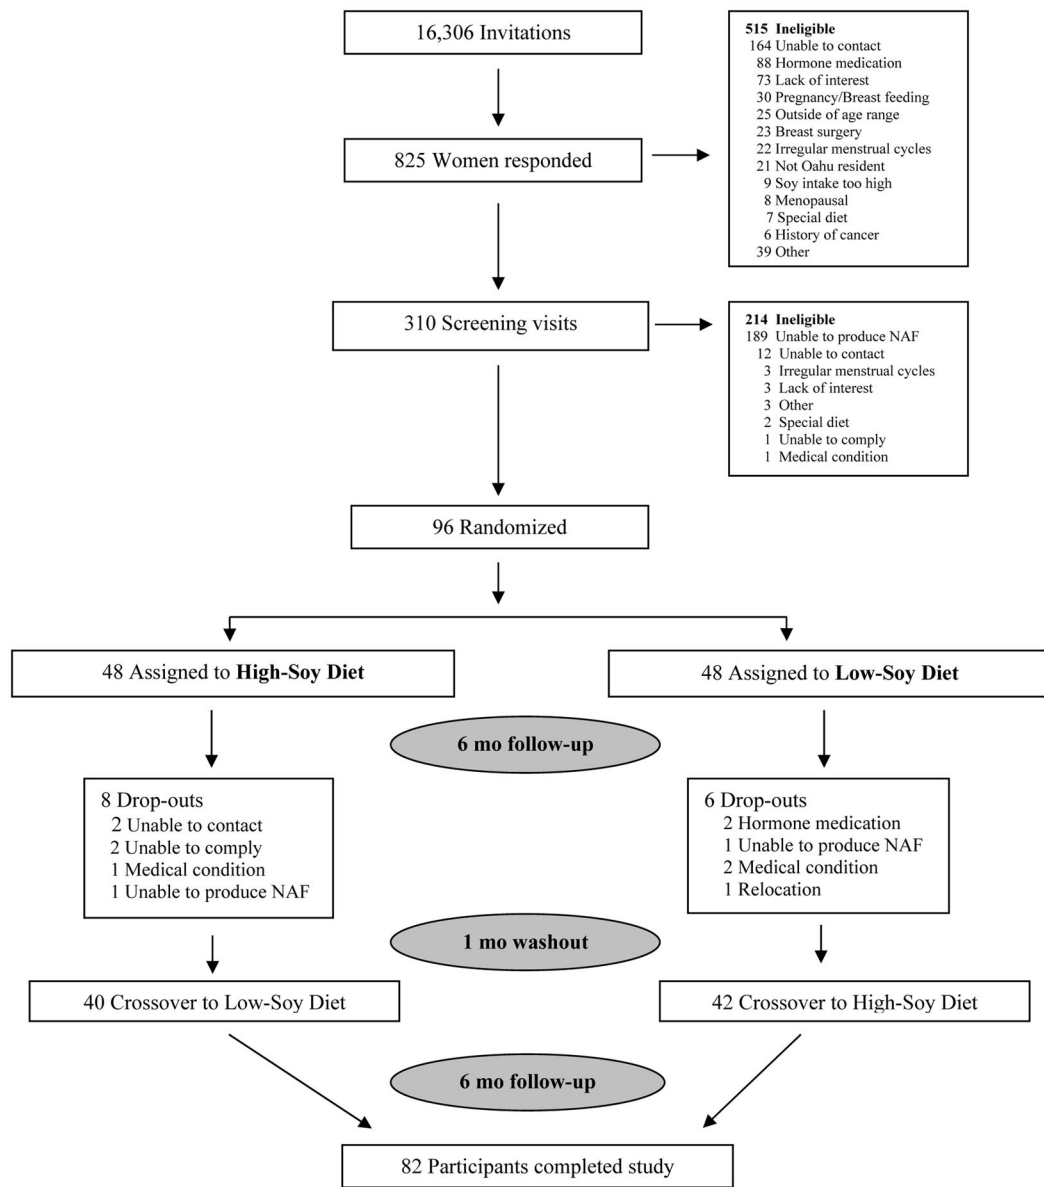 16,306 Invitations
515 Ineligible
164 Unable to contact
88 Hormone medication
73 Lack of interest
30 Pregnancy/Breast feeding
25 Outside of age range
23 Breast surgery
22 Irregular menstrual cycles
21 Not Oahu resident
9 Soy intake too high
8 Menopausal
7 Special diet
6 History of cancer
39 Other
825 Women responded
310 Screening visits
214 Ineligible
189 Unable to produce NAF
12 Unable to contact
3 Irregular menstrual cycles
3 Lack of interest
3 Other
2 Special diet
1 Unable to comply
1 Medical condition
96 Randomized
48 Assigned to High-Soy Diet
48 Assigned to Low-Soy Diet
6 mo follow-up
8 Drop-outs
2 Unable to contact
2 Unable to comply
1 Medical condition
1 Unable to produce NAF
6 Drop-outs
2 Hormone medication
1 Unable to produce NAF
2 Medical condition
1 Relocation
1 mo washout
40 Crossover to Low-Soy Diet
42 Crossover to High-Soy Diet
6 mo follow-up
82 Participants completed study